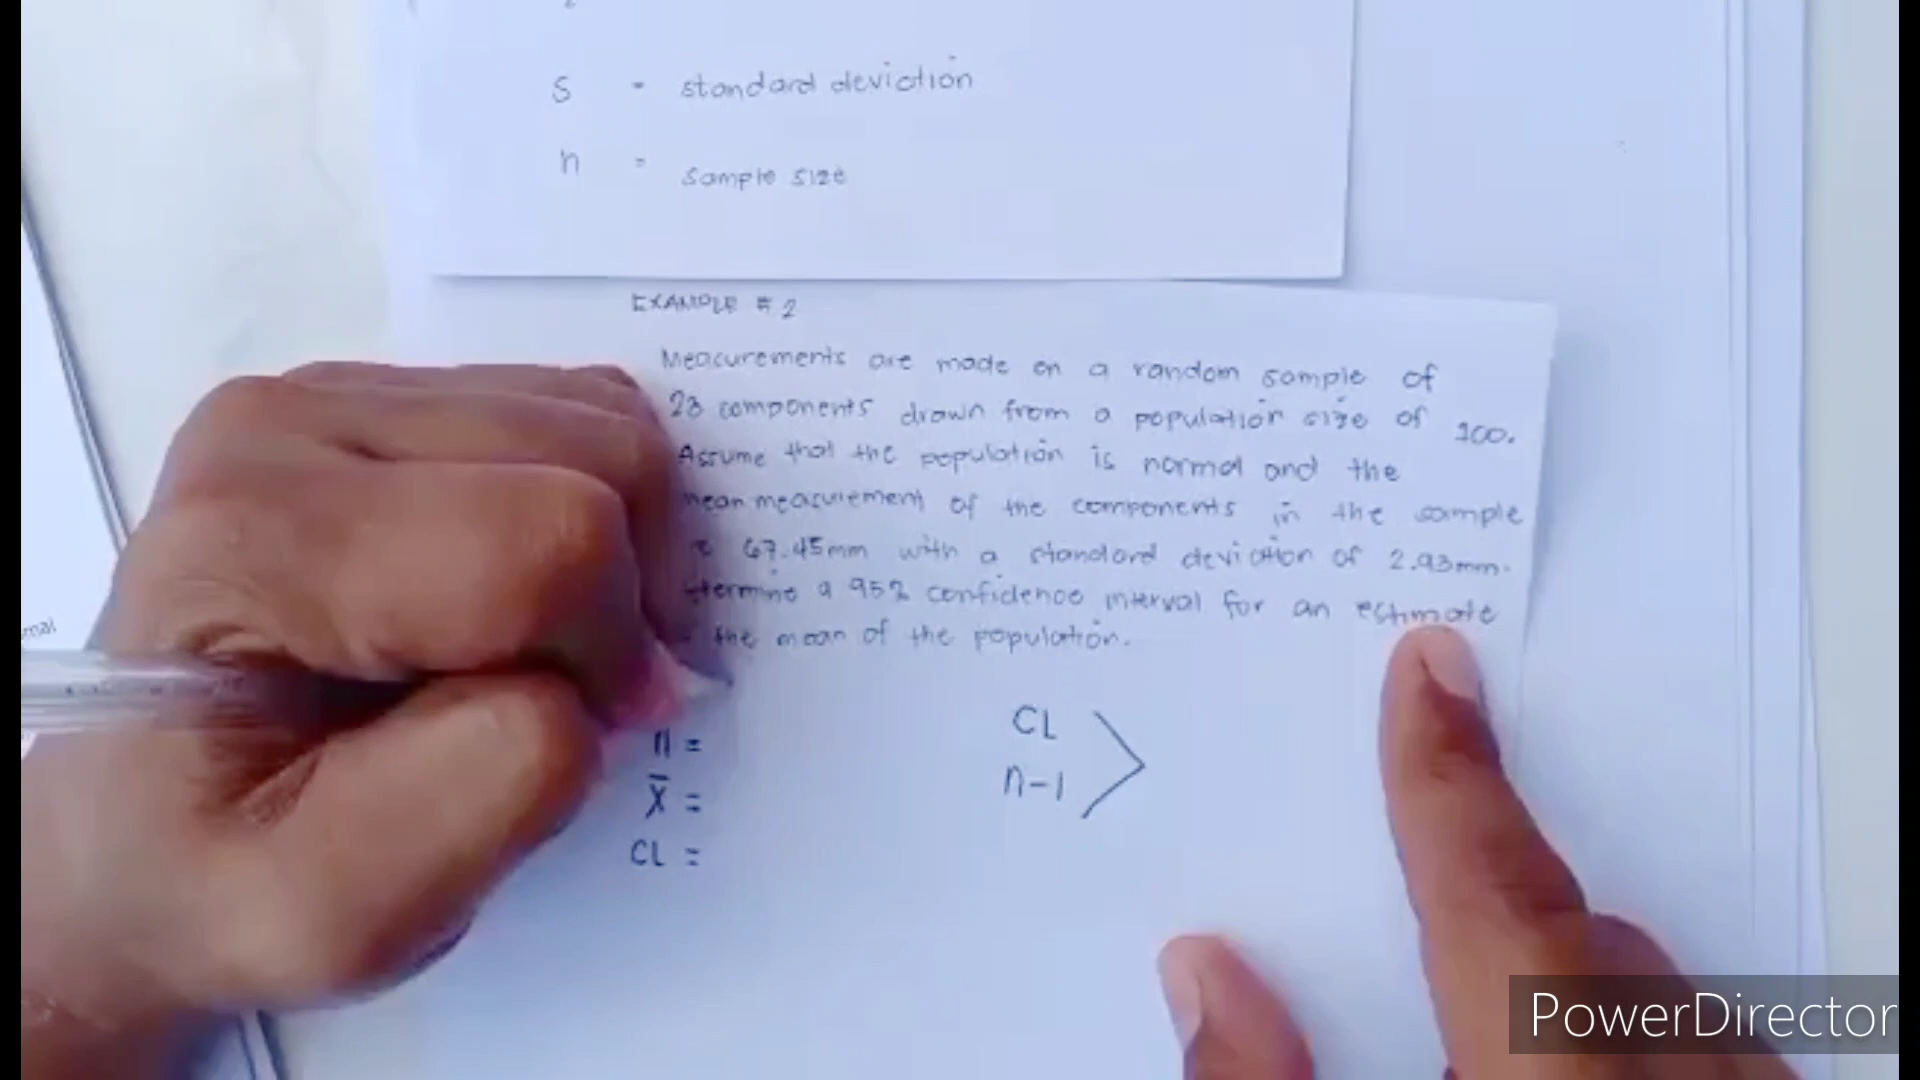 s = standard deviation
n = sample size
EXAMPLE # 2
Measurements are made on a random sample of
28 components drawn from a population size of 100.
Assume that the population is normal and the
mean measurement of the components in the sample
67.45mm with a standard deviation of 2.93mm.
termine a 95% confidence interval for an estimate
the mean of the population.
n =
CL
x̄ =
n-1
CL =
PowerDirector